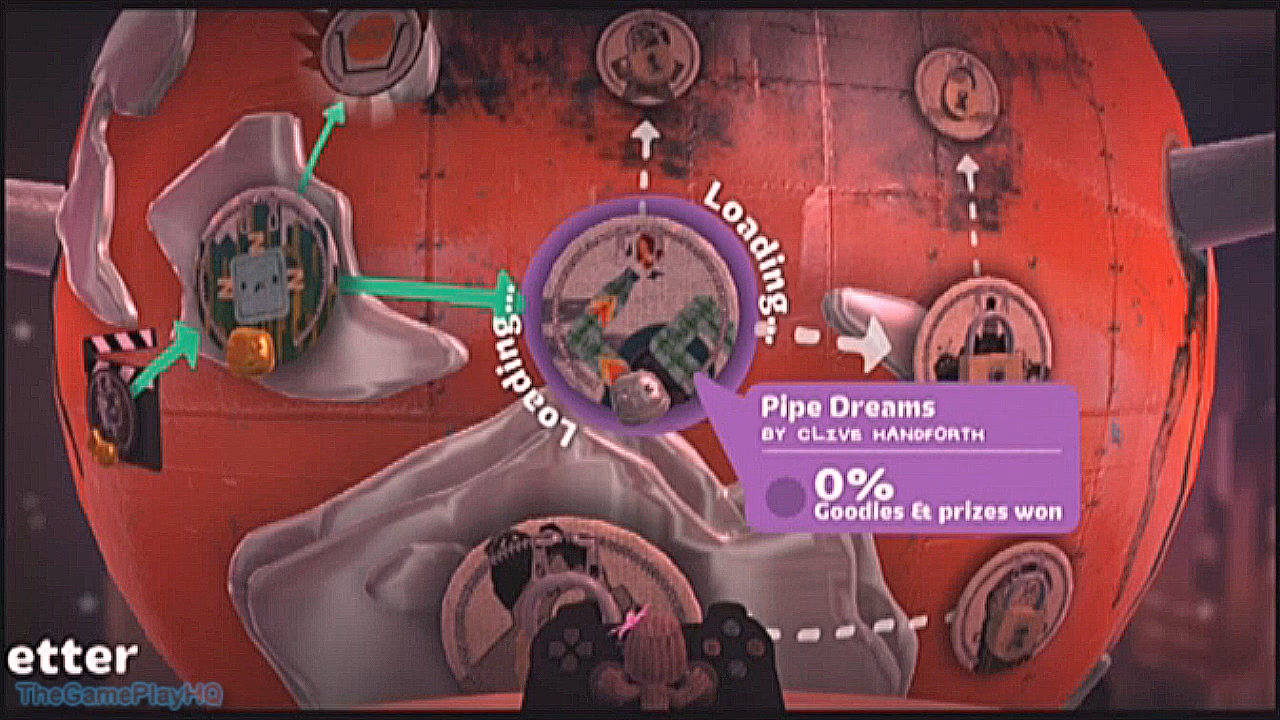 Loading...
Loading...
Pipe Dreams
BY CLIVE HANDFORTH
0%
Goodies & prizes won
etter
TheGamePlayHQ